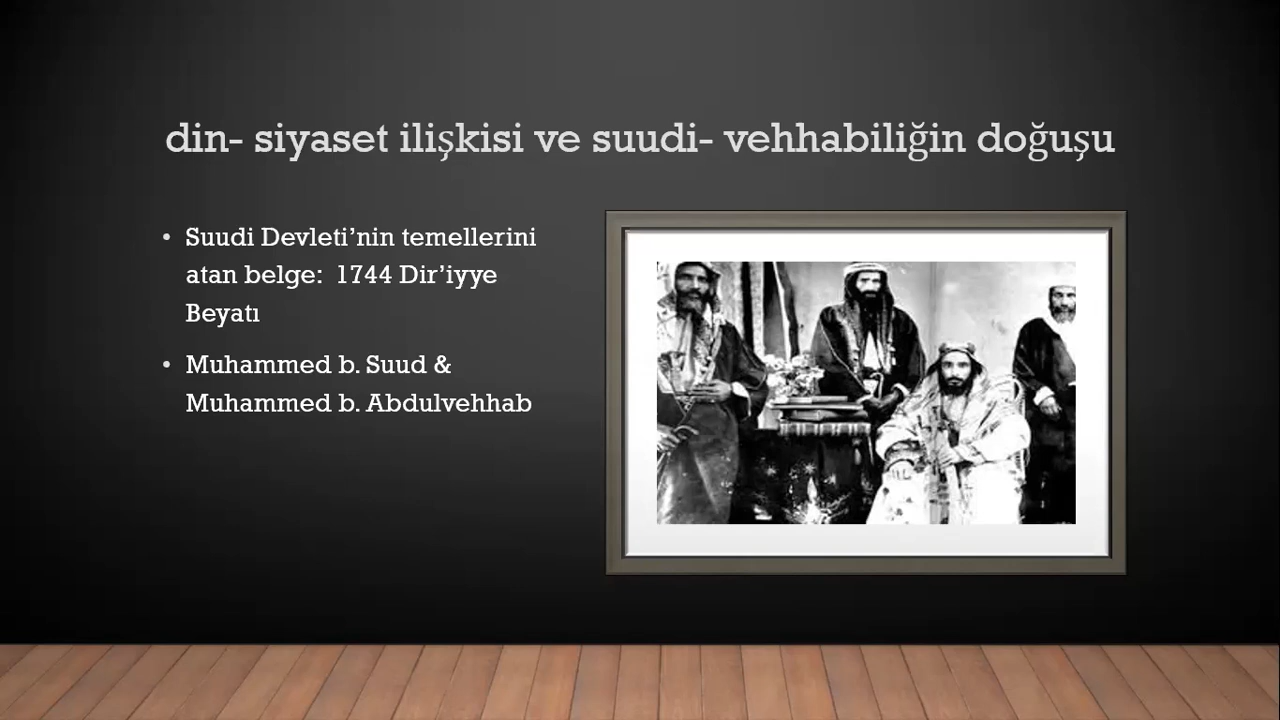 din- siyaset ilişkisi ve suudi- vehhabiliğin doğuşu
• Suudi Devleti’nin temellerini
atan belge:  1744 Dir’iyye
Beyatı
• Muhammed b. Suud &
Muhammed b. Abdulvehhab